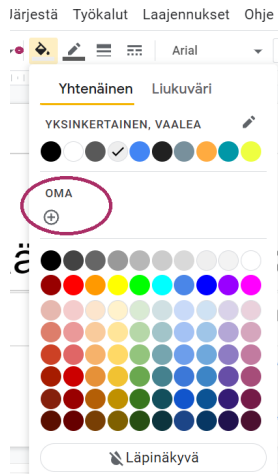 Järjestä Työkalut Laajennukset Ohje
Arial
Yhtenäinen Liukuväri
YKSINKERTAINEN, VAALEA
OMA
ä
Läpinäkyvä